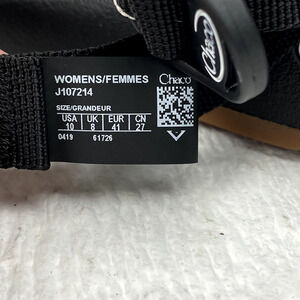 Chaco
WOMENS/FEMMES Chaco
J107214
SIZE/GRANDEUR
USA UK EUR CN
10 8 41 27
0419 61726